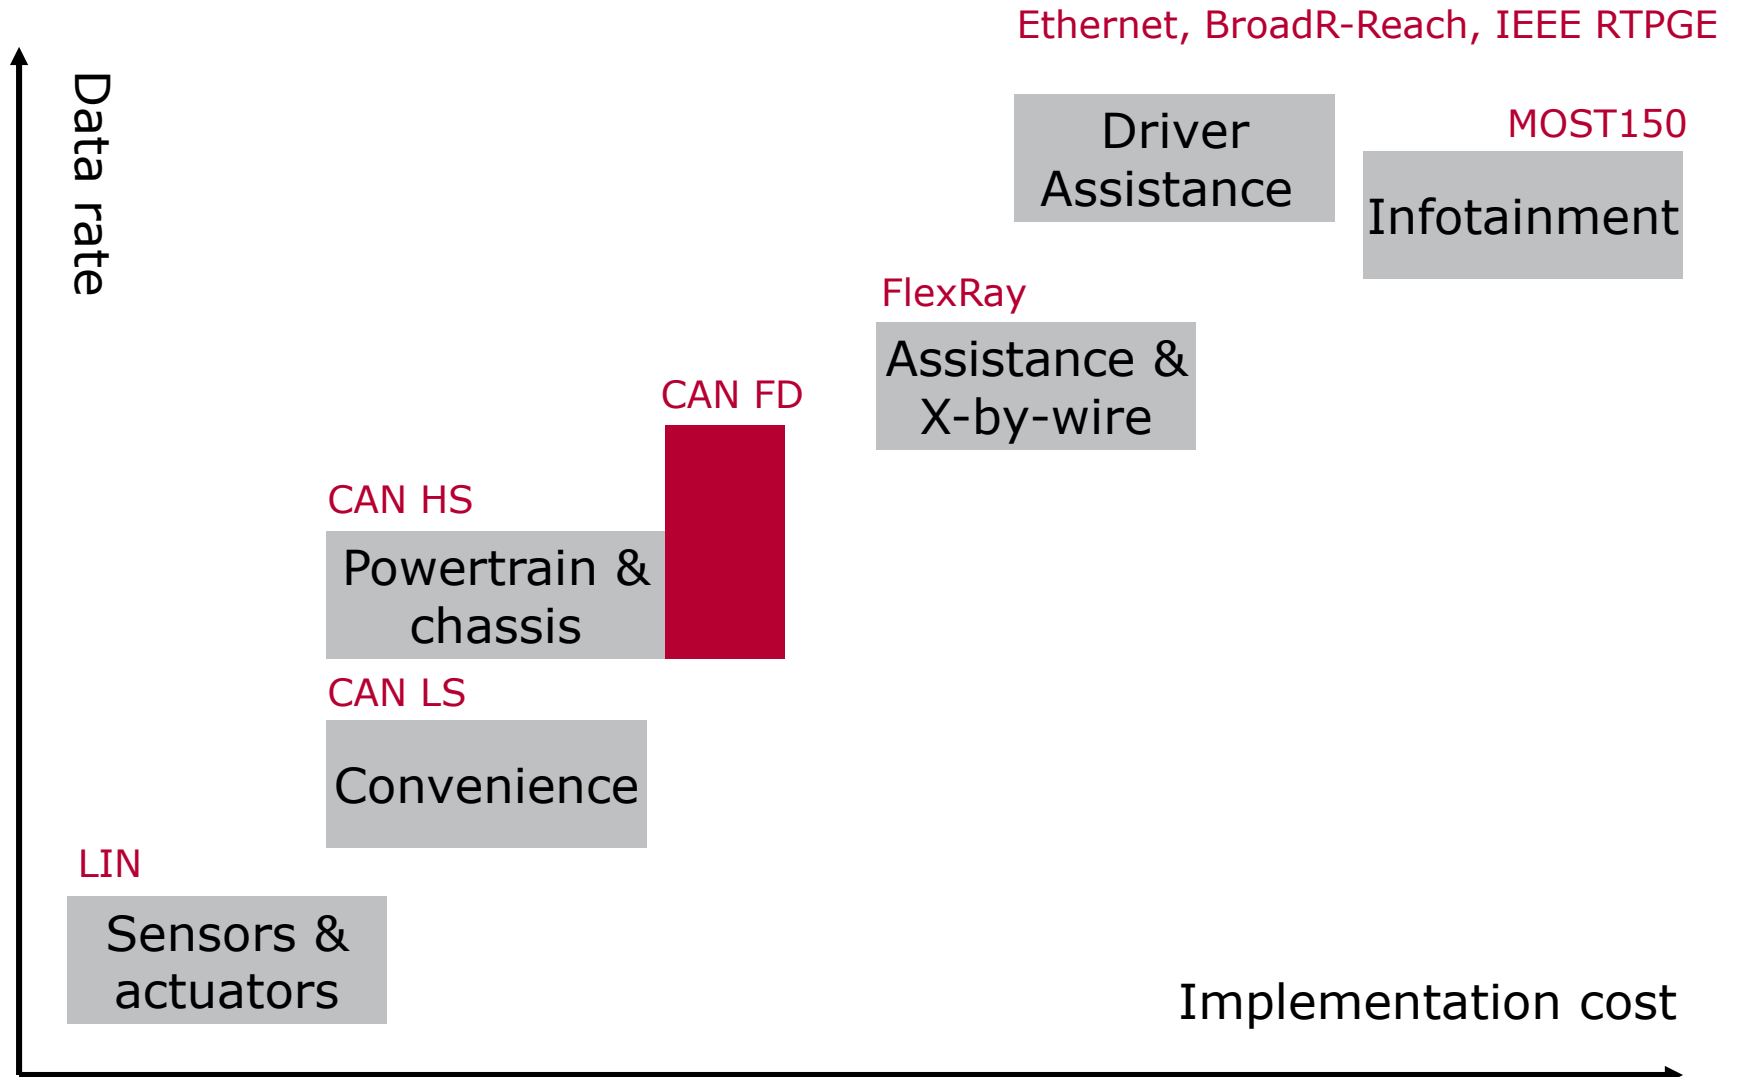 Ethernet, BroadR-Reach, IEEE RTPGE
Data rate
Driver
Assistance
MOST150
Infotainment
FlexRay
Assistance &
X-by-wire
CAN FD
CAN HS
Powertrain &
chassis
CAN LS
Convenience
LIN
Sensors &
actuators
Implementation cost